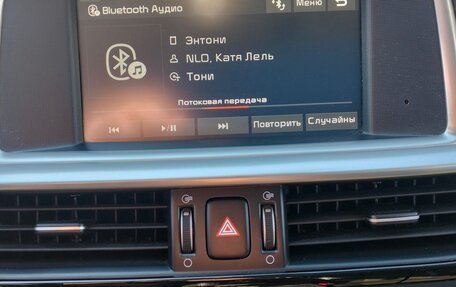 Bluetooth Аудио
Меню
Энтони
NLO, Катя Лель
Тони
Потоковая передача
Повторить
Случайны